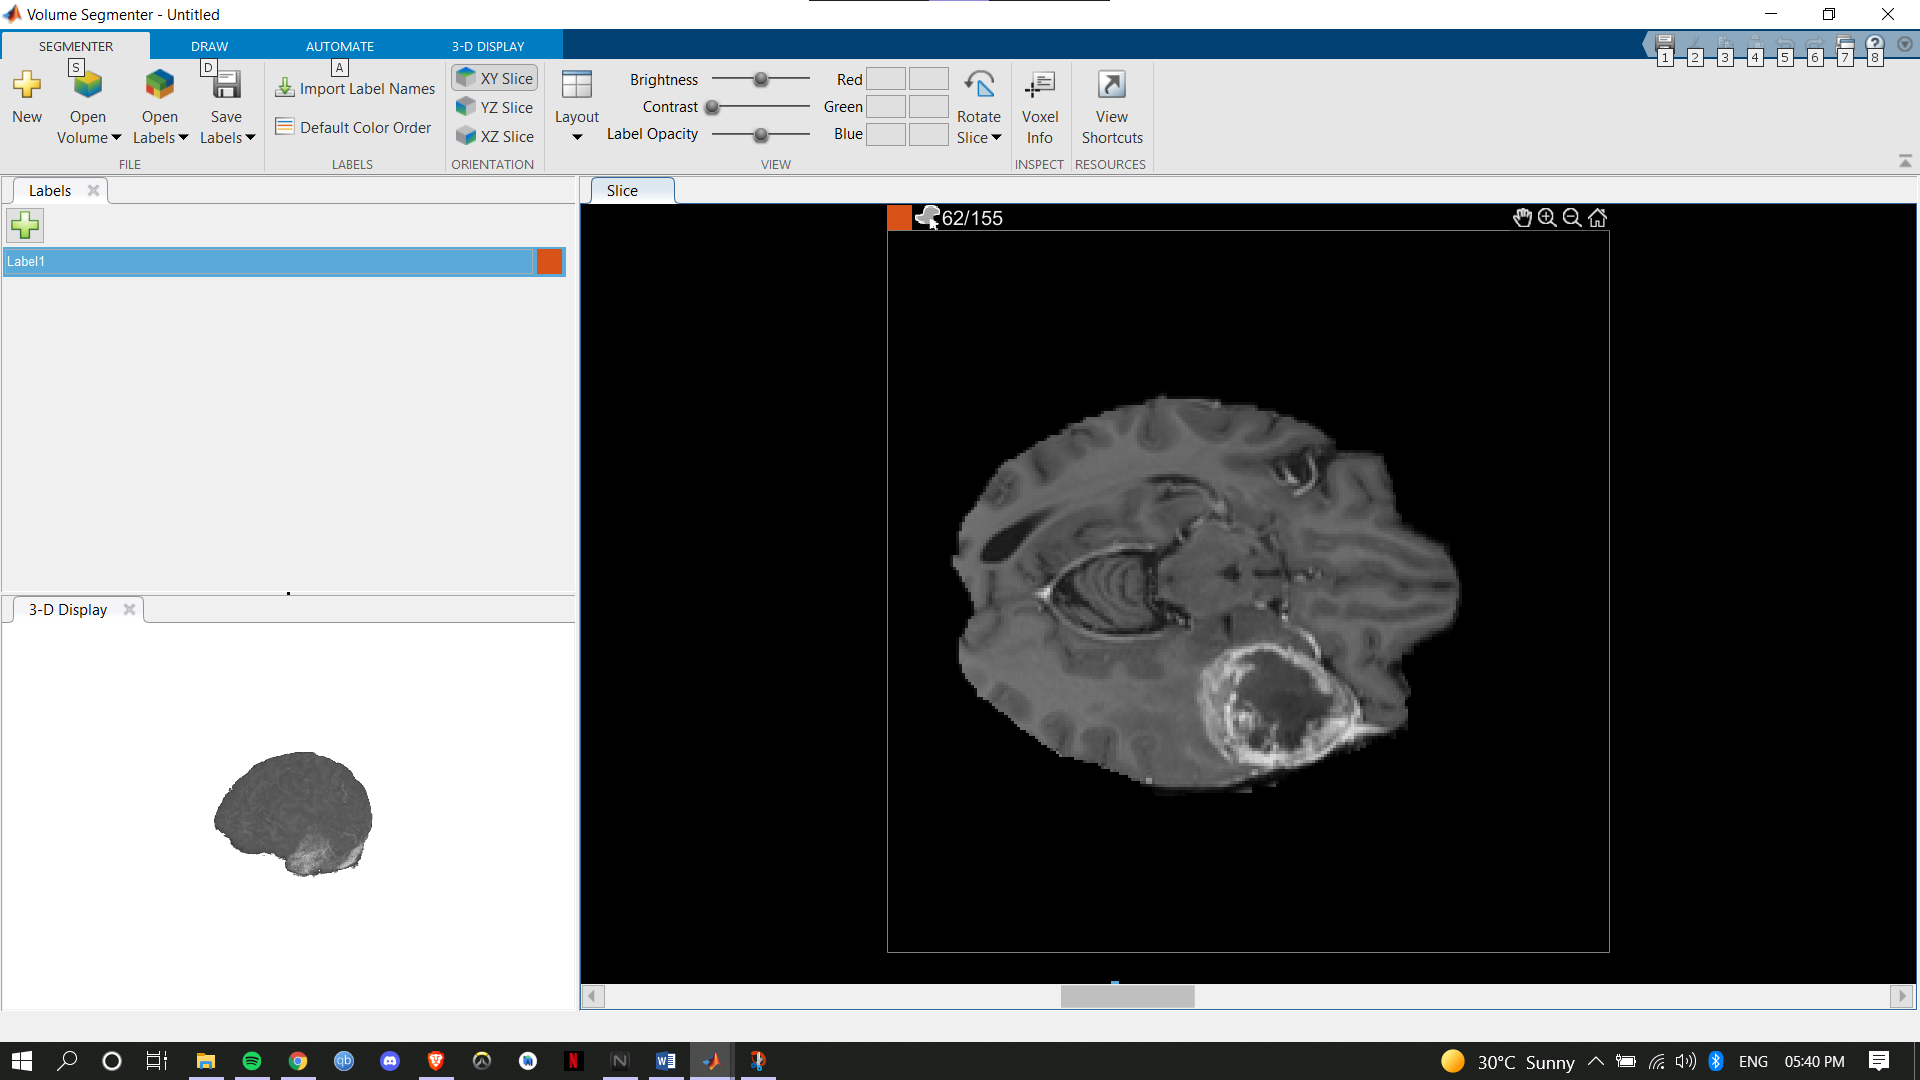 Volume Segmenter - Untitled
SEGMENTER DRAW AUTOMATE 3-D DISPLAY
S D A 1 2 3 4 5 6 7 8
New
Open Volume
Open Labels
Save Labels
FILE
Import Label Names
Default Color Order
LABELS
XY Slice
YZ Slice
XZ Slice
ORIENTATION
Layout
Brightness
Contrast
Label Opacity
Red
Green
Blue
Rotate Slice
VIEW
Voxel Info
INSPECT
View Shortcuts
RESOURCES
Labels
Label1
3-D Display
Slice
62/155
30°C Sunny ENG 05:40 PM